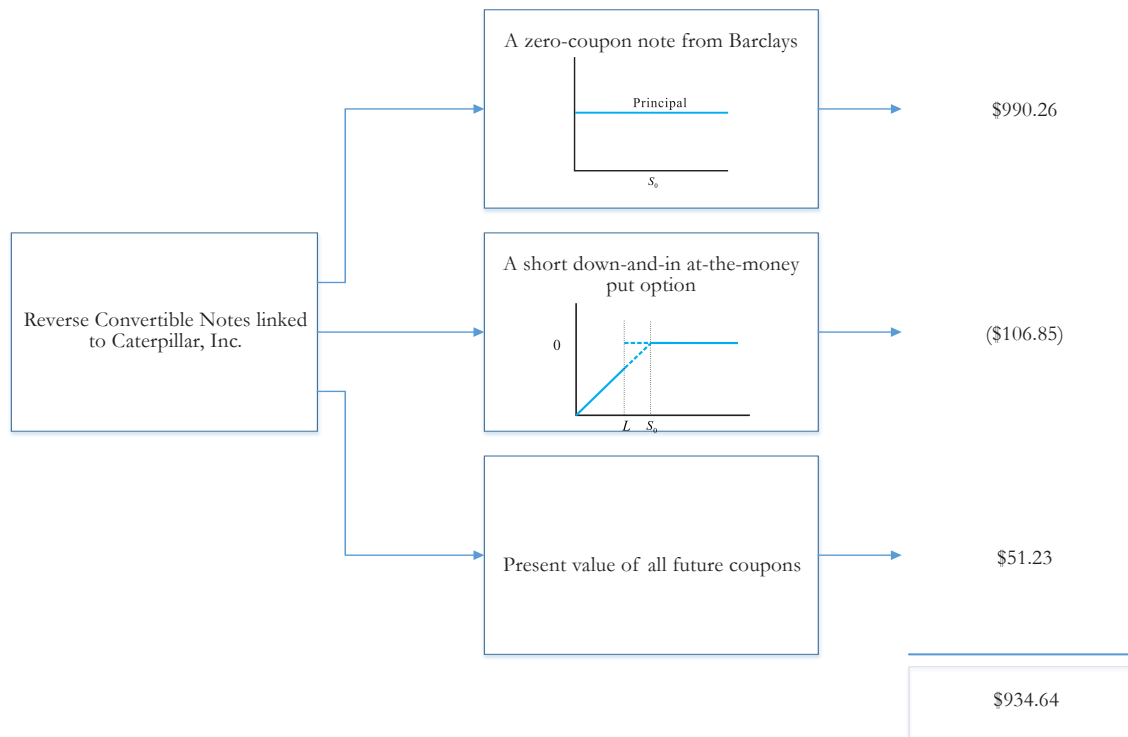 A zero-coupon note from Barclays
Principal
S₀
$990.26
Reverse Convertible Notes linked
to Caterpillar, Inc.
A short down-and-in at-the-money
put option
0
L S₀
($106.85)
Present value of all future coupons
$51.23
$934.64